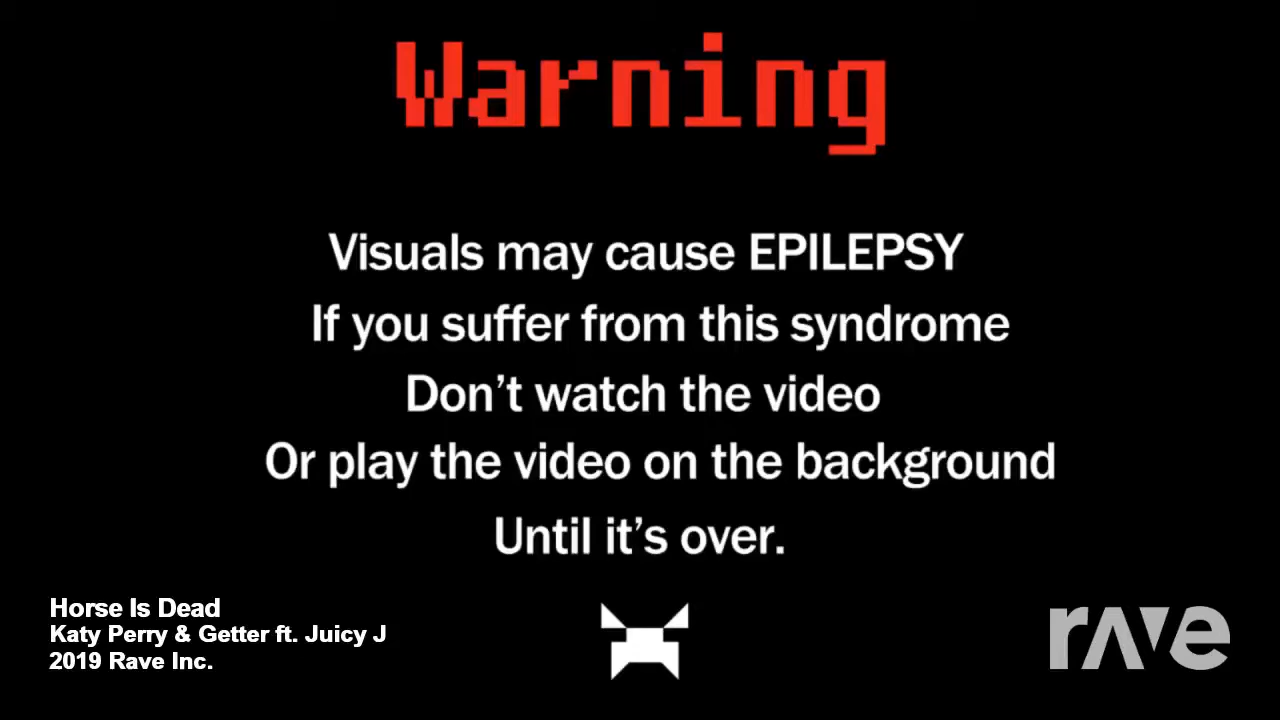 Warning
Visuals may cause EPILEPSY
If you suffer from this syndrome
Don't watch the video
Or play the video on the background
Until it's over.
Horse Is Dead
Katy Perry & Getter ft. Juicy J
2019 Rave Inc.
rave